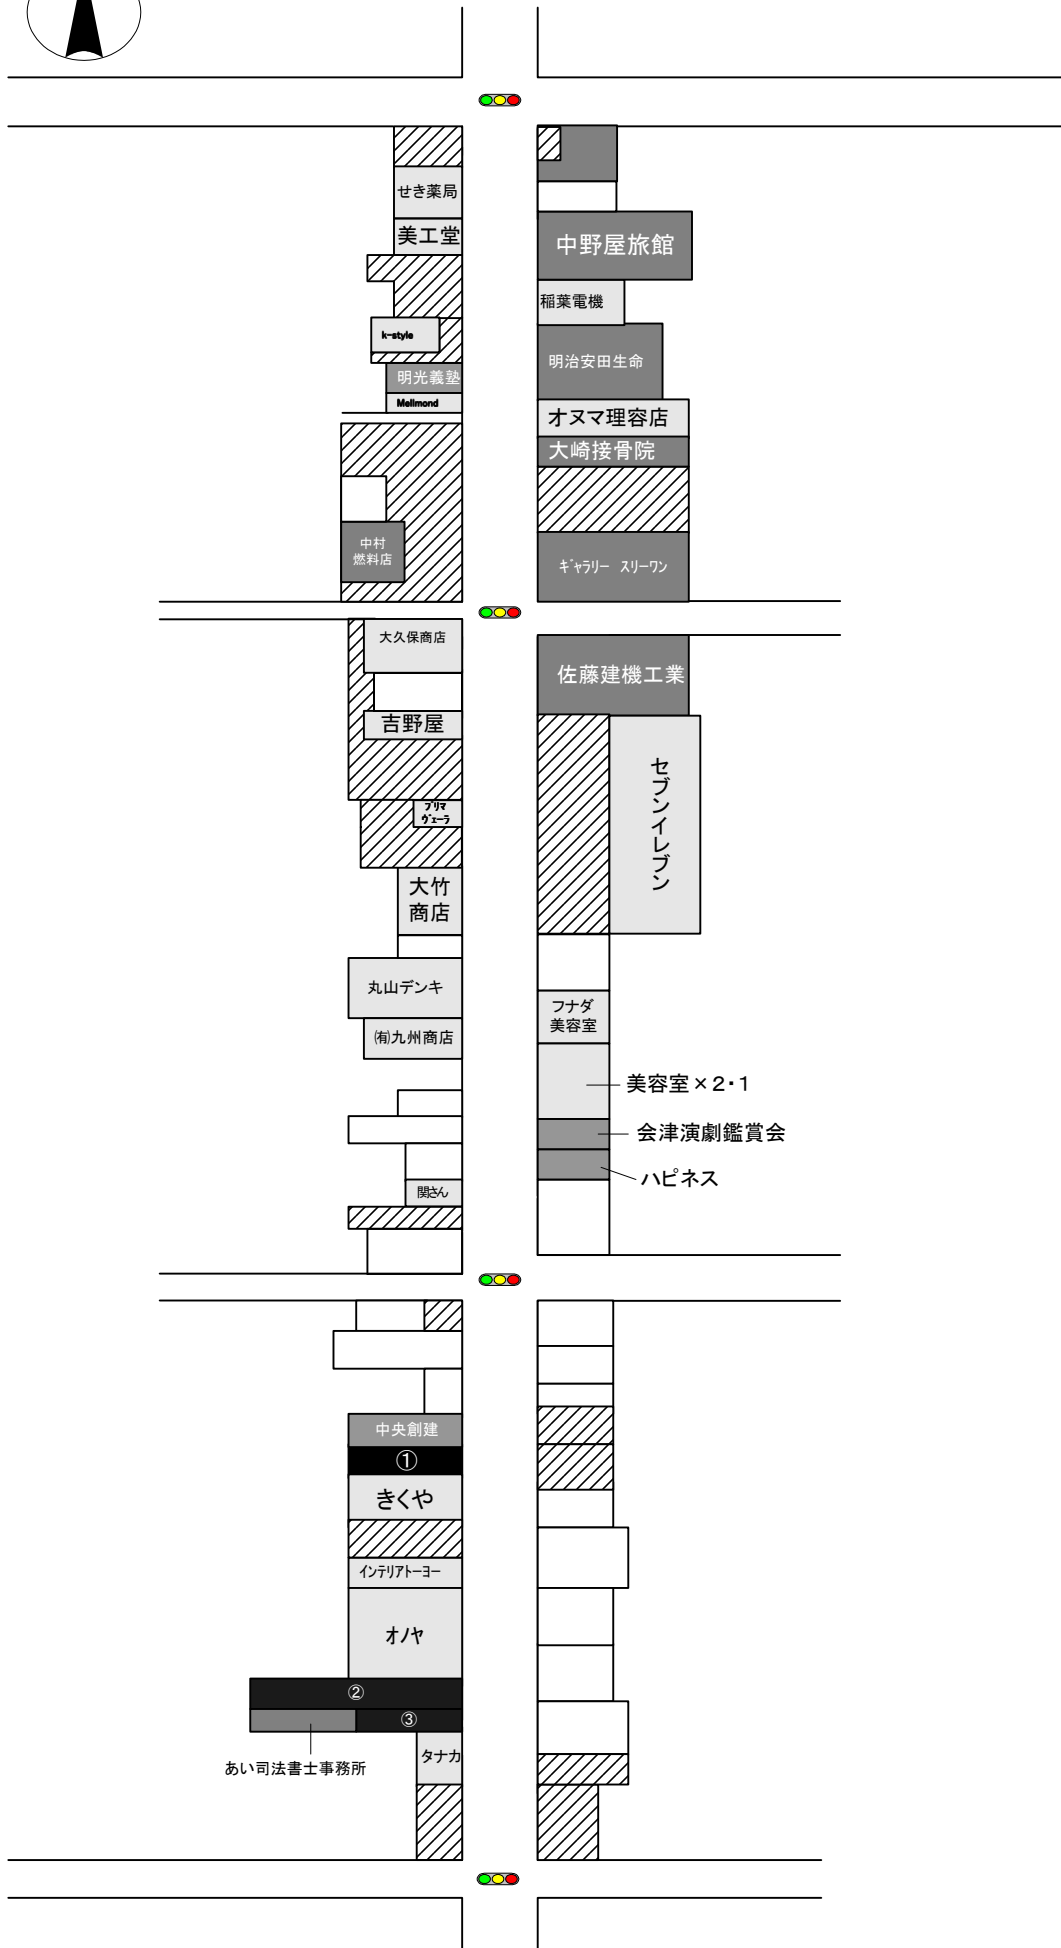 せき薬局
美工堂
中野屋旅館
稲葉電機
k-style
明治安田生命
明光義塾
Mellmond
オヌマ理容店
大崎接骨院
中村
燃料店
ギャラリー スリーワン
大久保商店
佐藤建機工業
吉野屋
セブンイレブン
プリマ
ヴェーラ
大竹
商店
丸山デンキ
フナダ
美容室
㈲九州商店
美容室×2・1
会津演劇鑑賞会
ハピネス
関さん
中央創建
①
きくや
インテリアトーヨー
オノヤ
②
③
タナカ
あい司法書士事務所